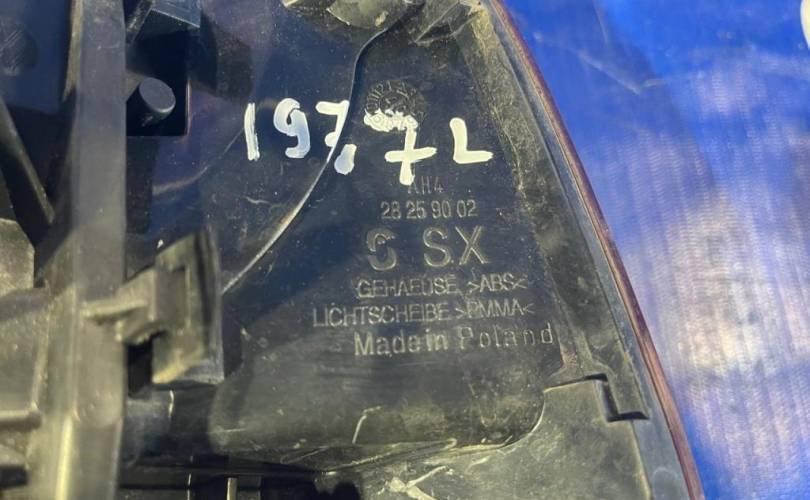 197.7L
AH4
28 25 90 02
S SX
GEHAEUSE >ABS<
LICHTSCHEIBE >PMMA<
Made in Poland